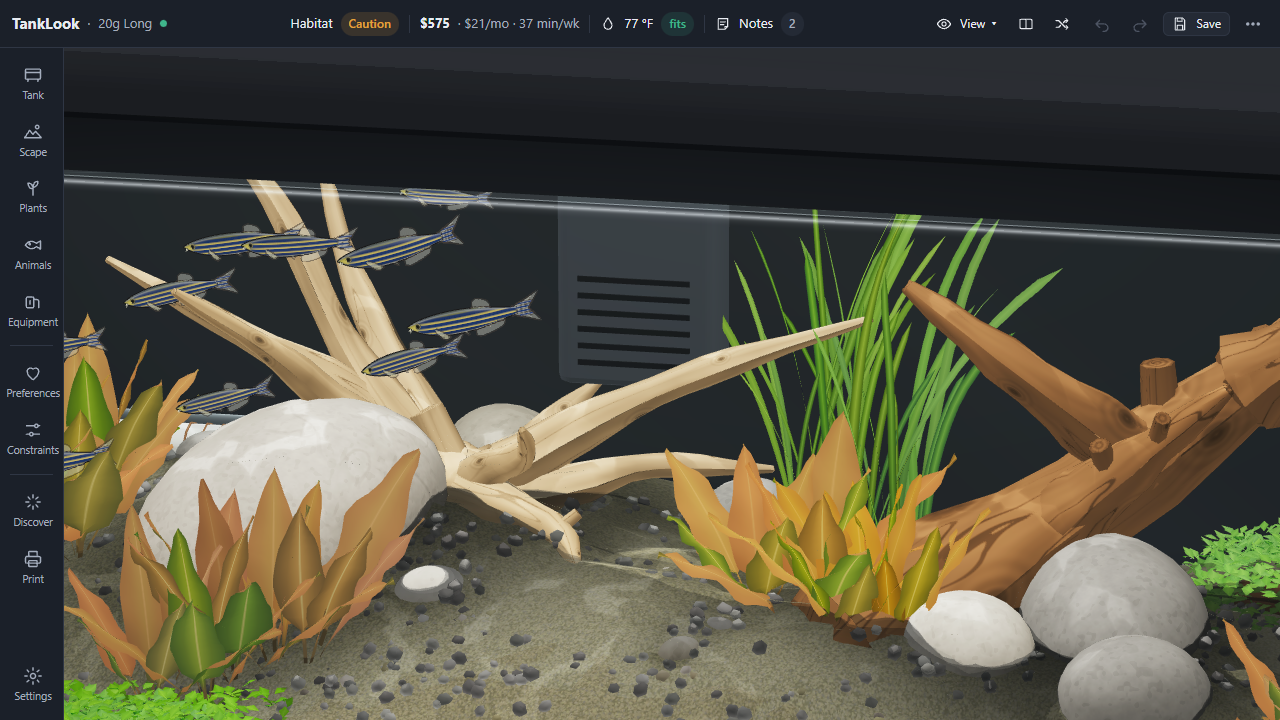 TankLook · 20g Long
Habitat Caution $575 · $21/mo · 37 min/wk 77 °F fits Notes 2
View Save
Tank
Scape
Plants
Animals
Equipment
Preferences
Constraints
Discover
Print
Settings